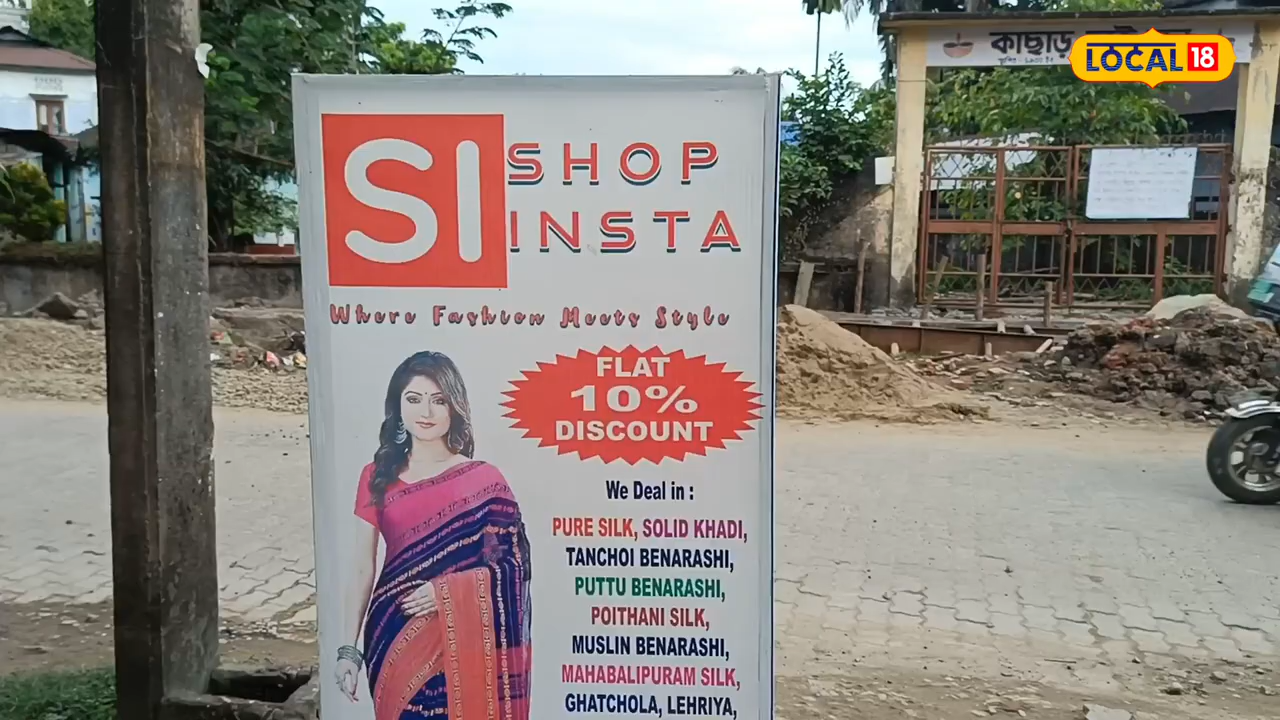 কাছাড়
LOCAL 18
SI SHOP
INSTA
Where Fashion Meets Style
FLAT
10%
DISCOUNT
We Deal in :
PURE SILK, SOLID KHADI,
TANCHOI BENARASHI,
PUTTU BENARASHI,
POITHANI SILK,
MUSLIN BENARASHI,
MAHABALIPURAM SILK,
GHATCHOLA, LEHRIYA,